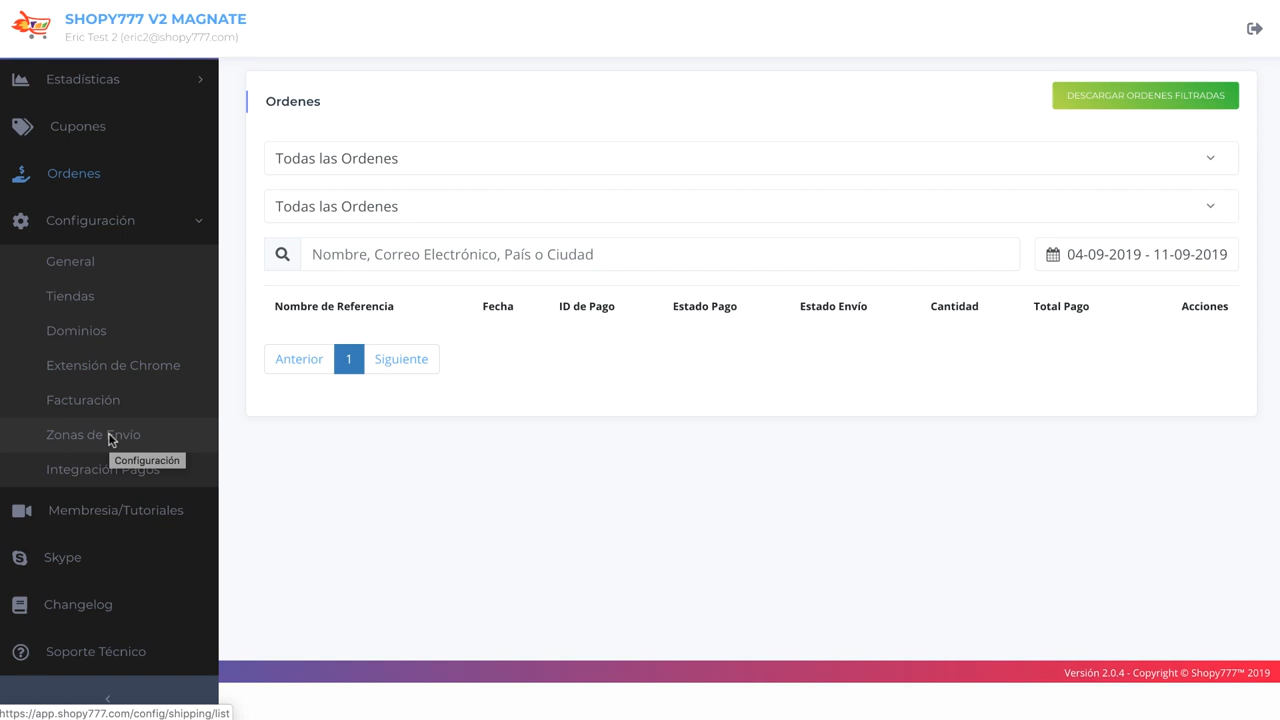 SHOPY777 V2 MAGNATE
Eric Test 2 (eric2@shopy777.com)
Estadísticas
Cupones
Ordenes
Configuración
General
Tiendas
Dominios
Extensión de Chrome
Facturación
Zonas de Envío
Configuración
Integración Pagos
Membresia/Tutoriales
Skype
Changelog
Soporte Técnico
https://app.shopy777.com/config/shipping/list
Ordenes
DESCARGAR ORDENES FILTRADAS
Todas las Ordenes
Todas las Ordenes
Nombre, Correo Electrónico, País o Ciudad
04-09-2019 - 11-09-2019
Nombre de Referencia Fecha ID de Pago Estado Pago Estado Envío Cantidad Total Pago Acciones
Anterior 1 Siguiente
Versión 2.0.4 - Copyright © Shopy777™ 2019